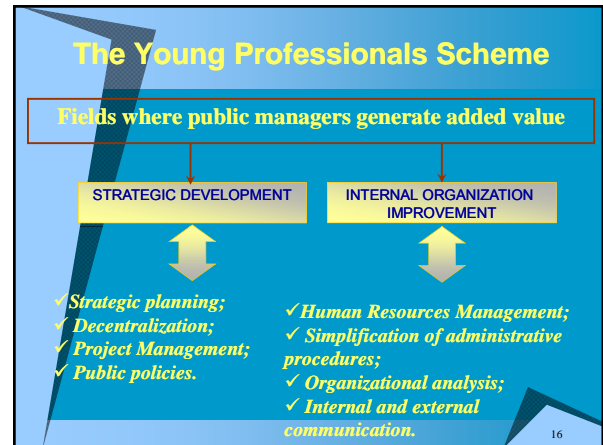 The Young Professionals Scheme
Fields where public managers generate added value
STRATEGIC DEVELOPMENT
INTERNAL ORGANIZATION
IMPROVEMENT
✓Strategic planning;
✓ Decentralization;
✓ Project Management;
✓ Public policies.
✓Human Resources Management;
✓ Simplification of administrative
procedures;
✓ Organizational analysis;
✓ Internal and external
communication.
16